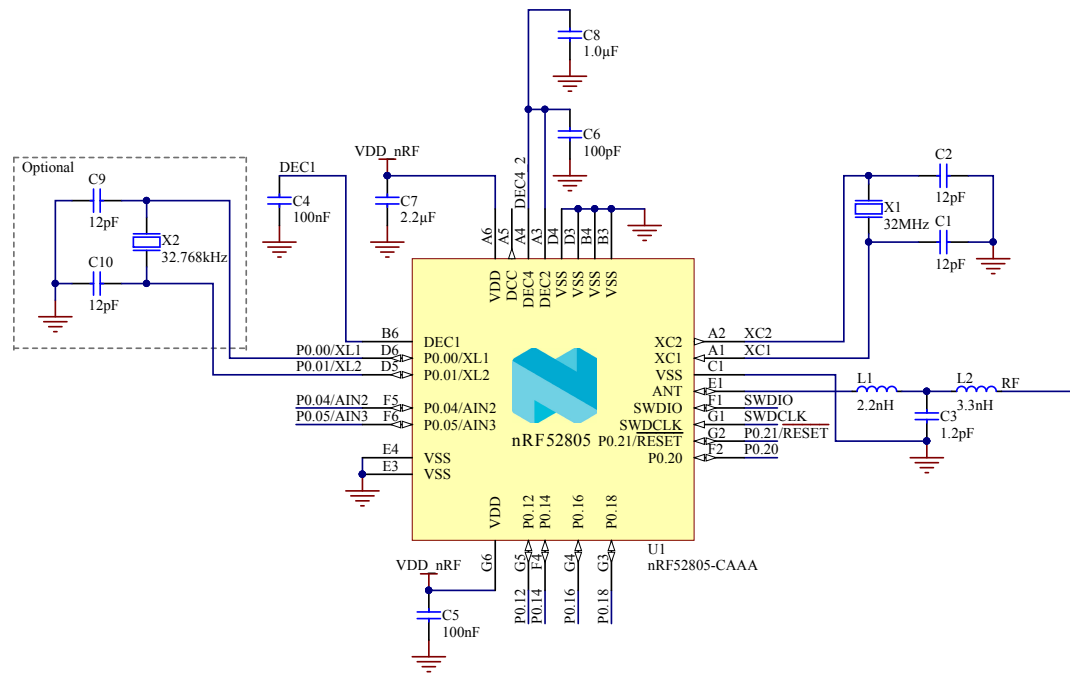 C8
1.0µF
C6
100pF
Optional
C9
12pF
X2
32.768kHz
C10
12pF
DEC1
C4
100nF
VDD_nRF
C7
2.2µF
DEC4_2
A6
A5
A4
A3
D4
D3
B4
B3
VDD
DCC
DEC4
DEC2
VSS
VSS
VSS
VSS
C2
12pF
X1
32MHz
C1
12pF
B6
DEC1
P0.00/XL1
D6
P0.00/XL1
P0.01/XL2
D5
P0.01/XL2
P0.04/AIN2
F5
P0.04/AIN2
P0.05/AIN3
F6
P0.05/AIN3
E4
VSS
E3
VSS
nRF52805
XC2
A2
XC2
XC1
A1
XC1
VSS
C1
ANT
E1
SWDIO
F1
SWDIO
SWDCLK
G1
SWDCLK
P0.21/RESET
G2
P0.21/RESET
P0.20
F2
P0.20
L1
2.2nH
L2
3.3nH
RF
C3
1.2pF
VDD
P0.12
P0.14
P0.16
P0.18
U1
nRF52805-CAAA
G6
G5
F4
G4
G3
P0.12
P0.14
P0.16
P0.18
VDD_nRF
C5
100nF